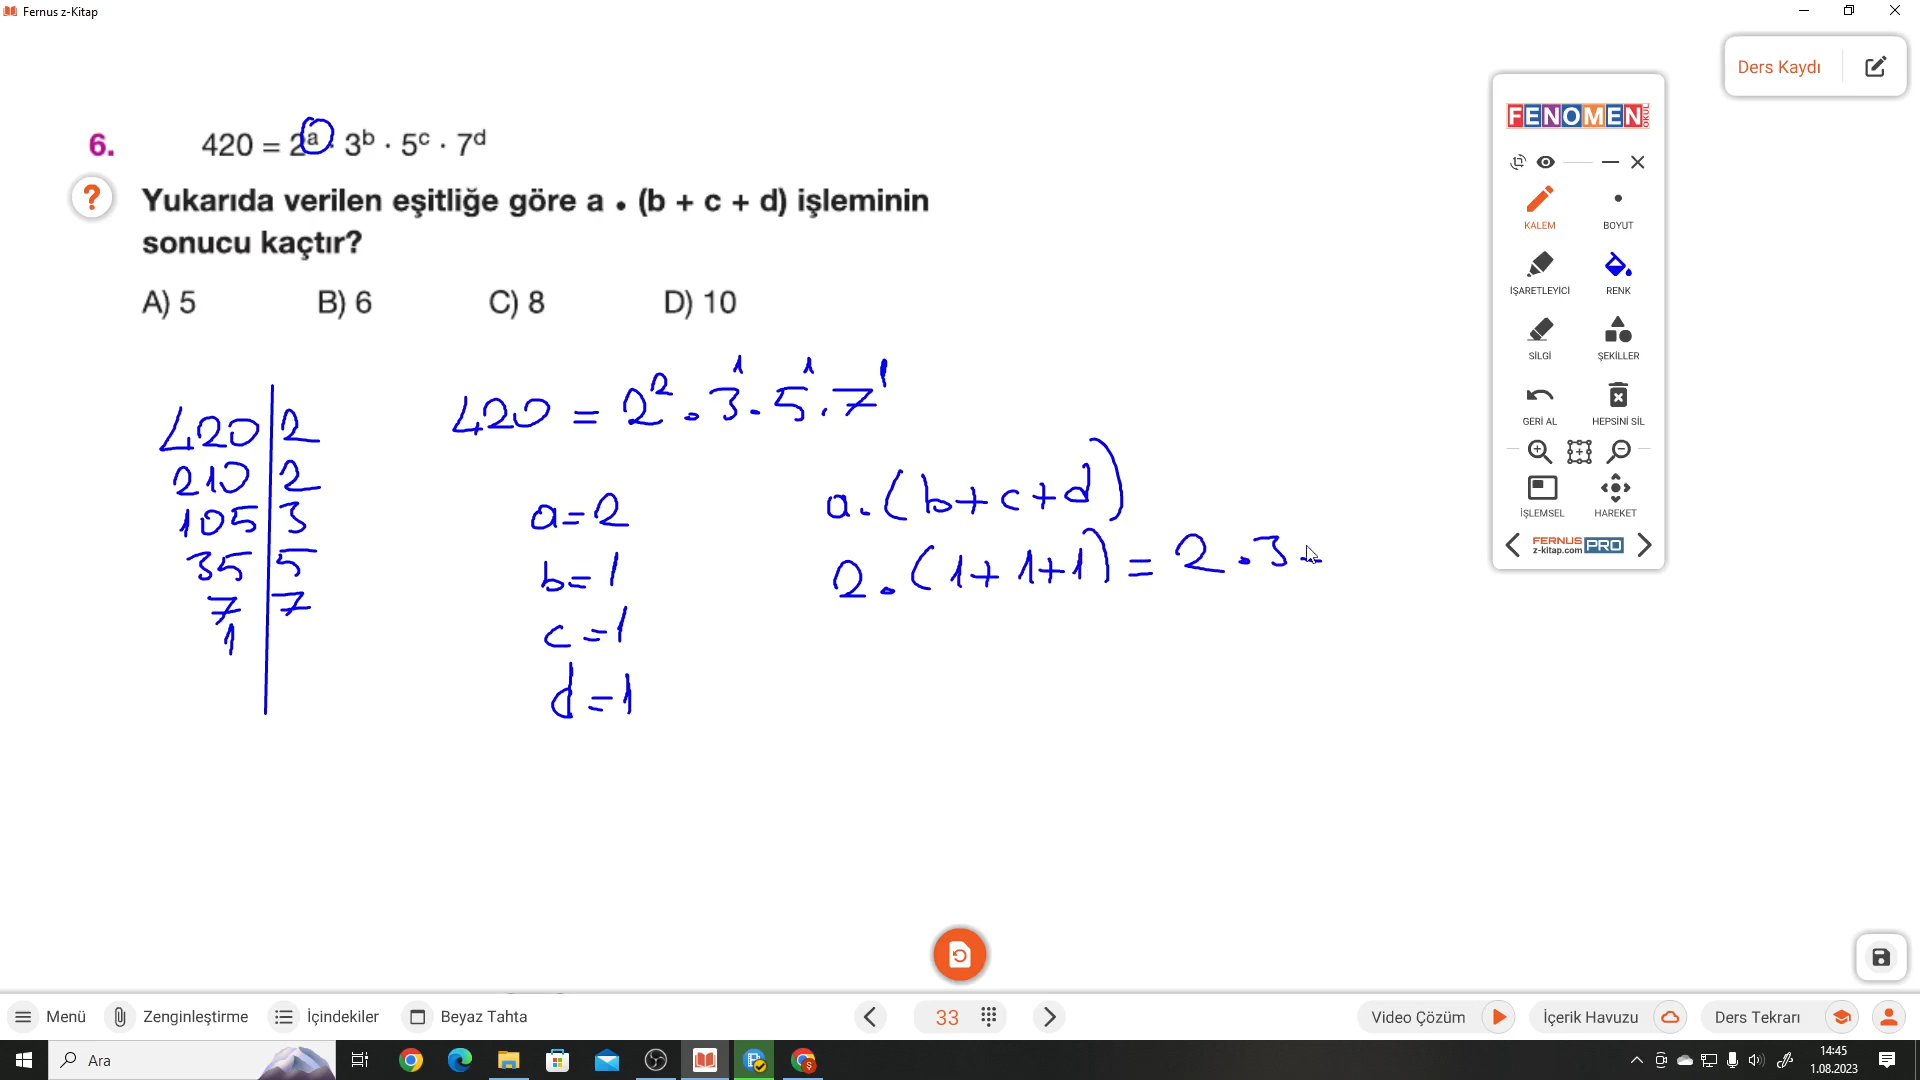 Fernus z-Kitap
Ders Kaydı
6. 420 = 2ᵃ · 3ᵇ · 5ᶜ · 7ᵈ
?
Yukarıda verilen eşitliğe göre a • (b + c + d) işleminin
sonucu kaçtır?
A) 5 B) 6 C) 8 D) 10
420 = 2² . 3¹ . 5¹ . 7¹
420 | 2
210 | 2
105 | 3
35 | 5
7 | 7
1
a = 2
b = 1
c = 1
d = 1
a . (b + c + d)
2 . (1 + 1 + 1) = 2 . 3
FENOMEN OKUL
KALEM BOYUT
İŞARETLEYİCİ RENK
SİLGİ ŞEKİLLER
GERİ AL HEPSİNİ SİL
İŞLEMSEL HAREKET
FERNUS
z-kitap.com PRO
Menü Zenginleştirme İçindekiler Beyaz Tahta 33 Video Çözüm İçerik Havuzu Ders Tekrarı
Ara
14:45
1.08.2023